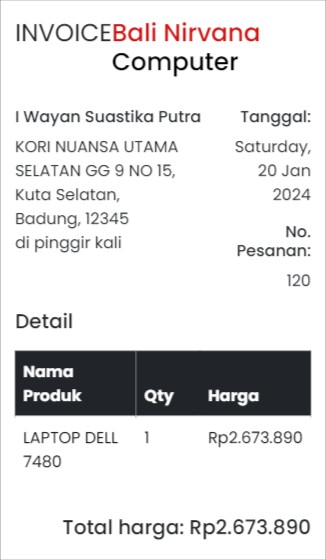 INVOICE Bali Nirvana
Computer
I Wayan Suastika Putra
KORI NUANSA UTAMA
SELATAN GG 9 NO 15,
Kuta Selatan,
Badung, 12345
di pinggir kali
Tanggal:
Saturday,
20 Jan
2024
No.
Pesanan:
120
Detail
Nama
Produk
Qty
Harga
LAPTOP DELL
7480
1
Rp2.673.890
Total harga: Rp2.673.890